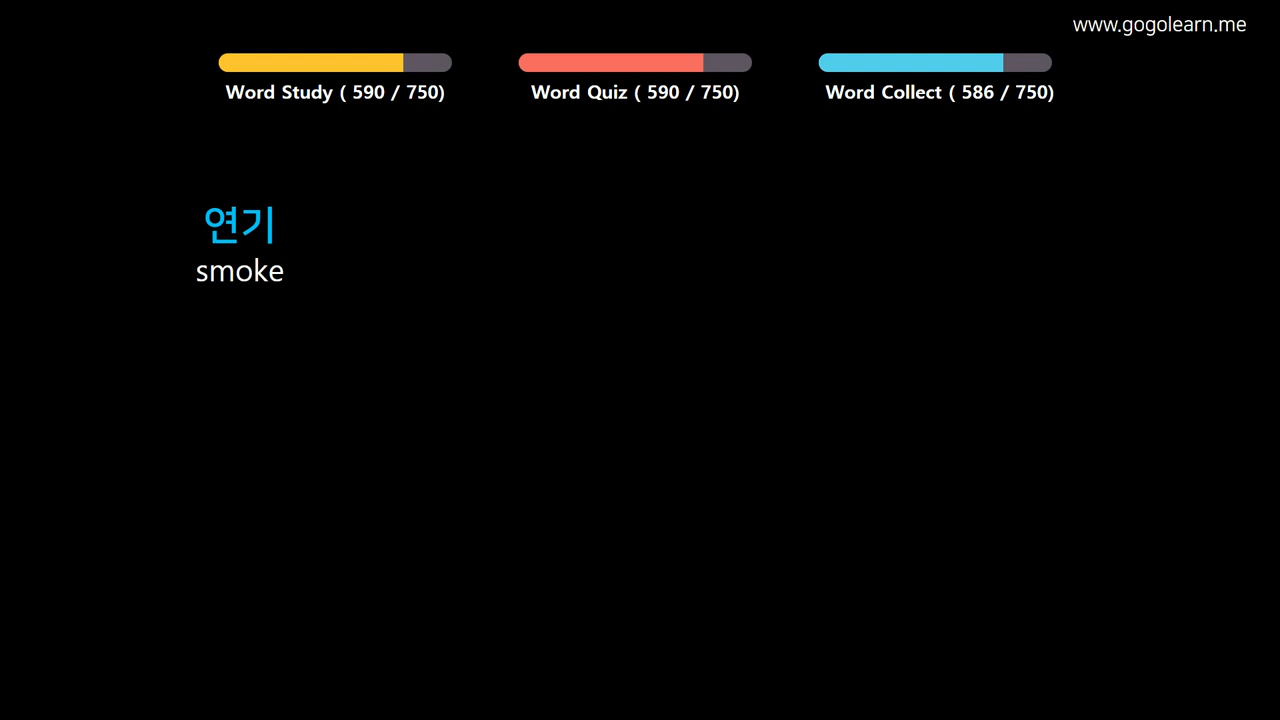 www.gogolearn.me
Word Study ( 590 / 750)
Word Quiz ( 590 / 750)
Word Collect ( 586 / 750)
연기
smoke